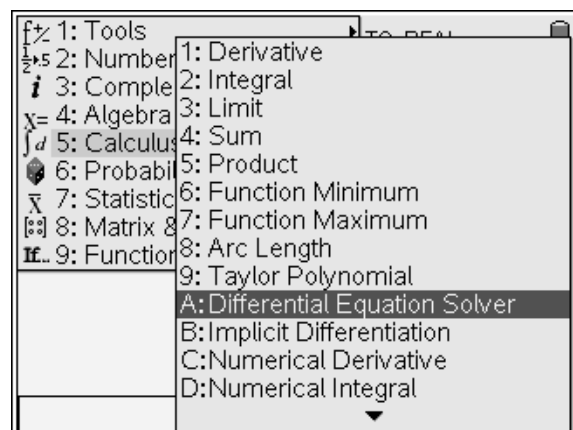 1: Tools
2: Number
3: Comple
4: Algebra
5: Calculus
6: Probabil
7: Statistic
8: Matrix &
9: Function
1: Derivative
2: Integral
3: Limit
4: Sum
5: Product
6: Function Minimum
7: Function Maximum
8: Arc Length
9: Taylor Polynomial
A: Differential Equation Solver
B: Implicit Differentiation
C: Numerical Derivative
D: Numerical Integral